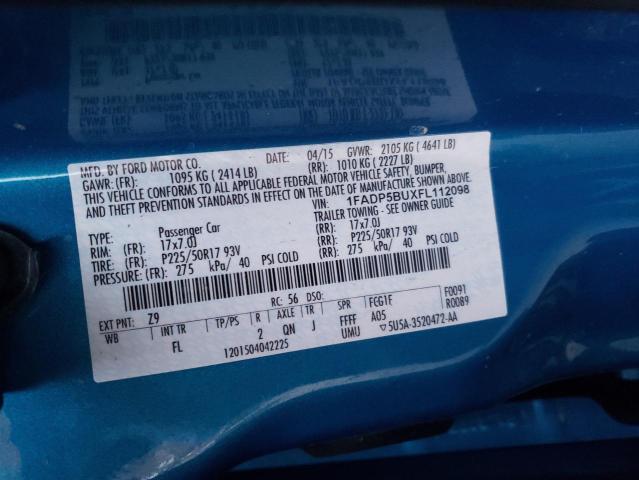 MFD. BY FORD MOTOR CO.
DATE: 04/15 GVWR: 2105 KG ( 4641 LB)
GAWR: (FR): 1095 KG ( 2414 LB) (RR): 1010 KG ( 2227 LB)
THIS VEHICLE CONFORMS TO ALL APPLICABLE FEDERAL MOTOR VEHICLE SAFETY, BUMPER,
AND THEFT PREVENTION STANDARDS IN EFFECT ON THE DATE OF MANUFACTURE SHOWN ABOVE.
VIN: 1FADP5BUXFL112098
TYPE: Passenger Car TRAILER TOWING - SEE OWNER GUIDE
RIM: (FR): 17x7.0J (RR): 17x7.0J
TIRE: (FR): P225/50R17 93V (RR): P225/50R17 93V
PRESSURE: (FR): 275 kPa/ 40 PSI COLD (RR): 275 kPa/ 40 PSI COLD
RC: 56 DSO:
EXT PNT: Z9 FCG1F F0091
WB INT TR TP/PS R AXLE TR SPR A05 R0089
FL 2 QN J FFFF
UMU ▽5U5A-3520472-AA
1201504042225